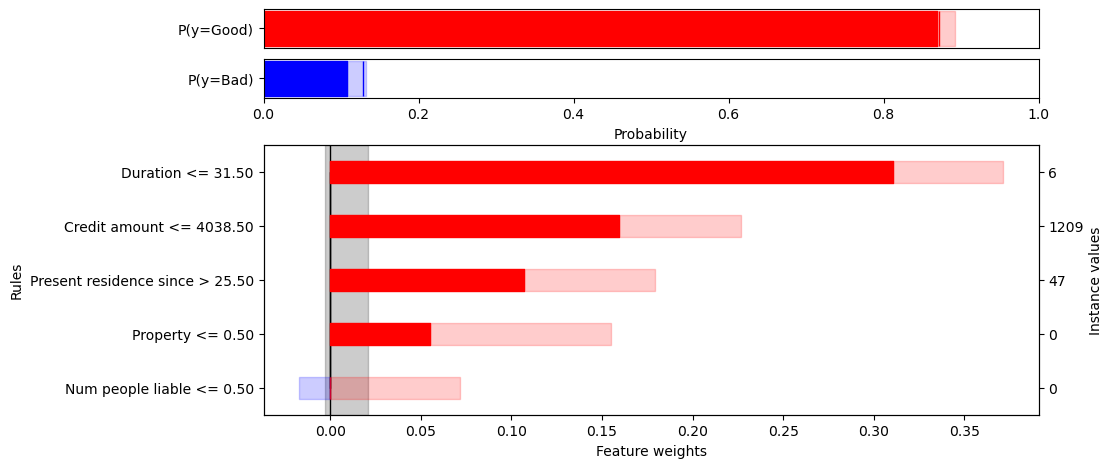 P(y=Good)
P(y=Bad)
0.0 0.2 0.4 0.6 0.8 1.0
Probability
Duration <= 31.50 6
Credit amount <= 4038.50 1209
Present residence since > 25.50 47
Property <= 0.50 0
Num people liable <= 0.50 0
Rules
Instance values
0.00 0.05 0.10 0.15 0.20 0.25 0.30 0.35
Feature weights